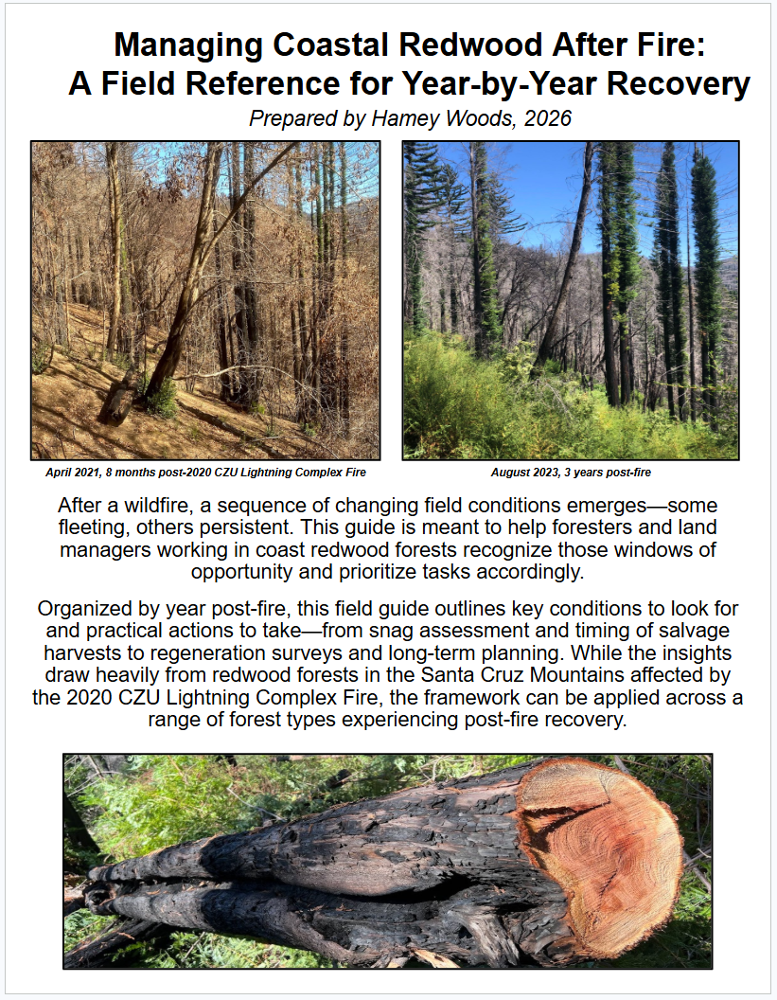 Managing Coastal Redwood After Fire:
A Field Reference for Year-by-Year Recovery
Prepared by Hamey Woods, 2026
April 2021, 8 months post-2020 CZU Lightning Complex Fire
August 2023, 3 years post-fire
After a wildfire, a sequence of changing field conditions emerges—some
fleeting, others persistent. This guide is meant to help foresters and land
managers working in coast redwood forests recognize those windows of
opportunity and prioritize tasks accordingly.
Organized by year post-fire, this field guide outlines key conditions to look for
and practical actions to take—from snag assessment and timing of salvage
harvests to regeneration surveys and long-term planning. While the insights
draw heavily from redwood forests in the Santa Cruz Mountains affected by
the 2020 CZU Lightning Complex Fire, the framework can be applied across a
range of forest types experiencing post-fire recovery.